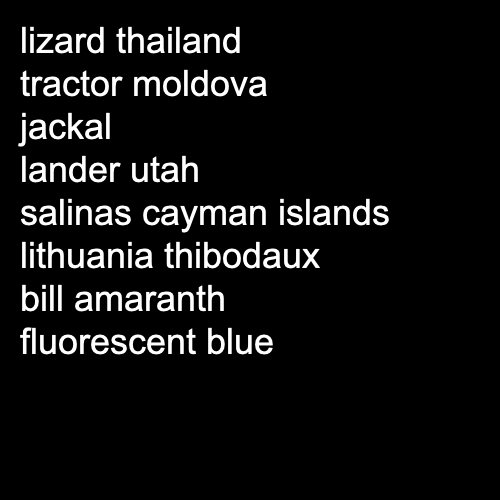 lizard thailand
tractor moldova
jackal
lander utah
salinas cayman islands
lithuania thibodaux
bill amaranth
fluorescent blue